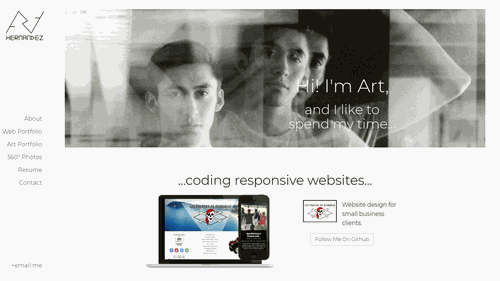 HERNANDEZ
About
Web Portfolio
Art Portfolio
360° Photos
Resume
Contact
+email me
Hi! I'm Art,
and I like to
spend my time...
...coding responsive websites...
Website design for
small business
clients.
Follow Me On Github